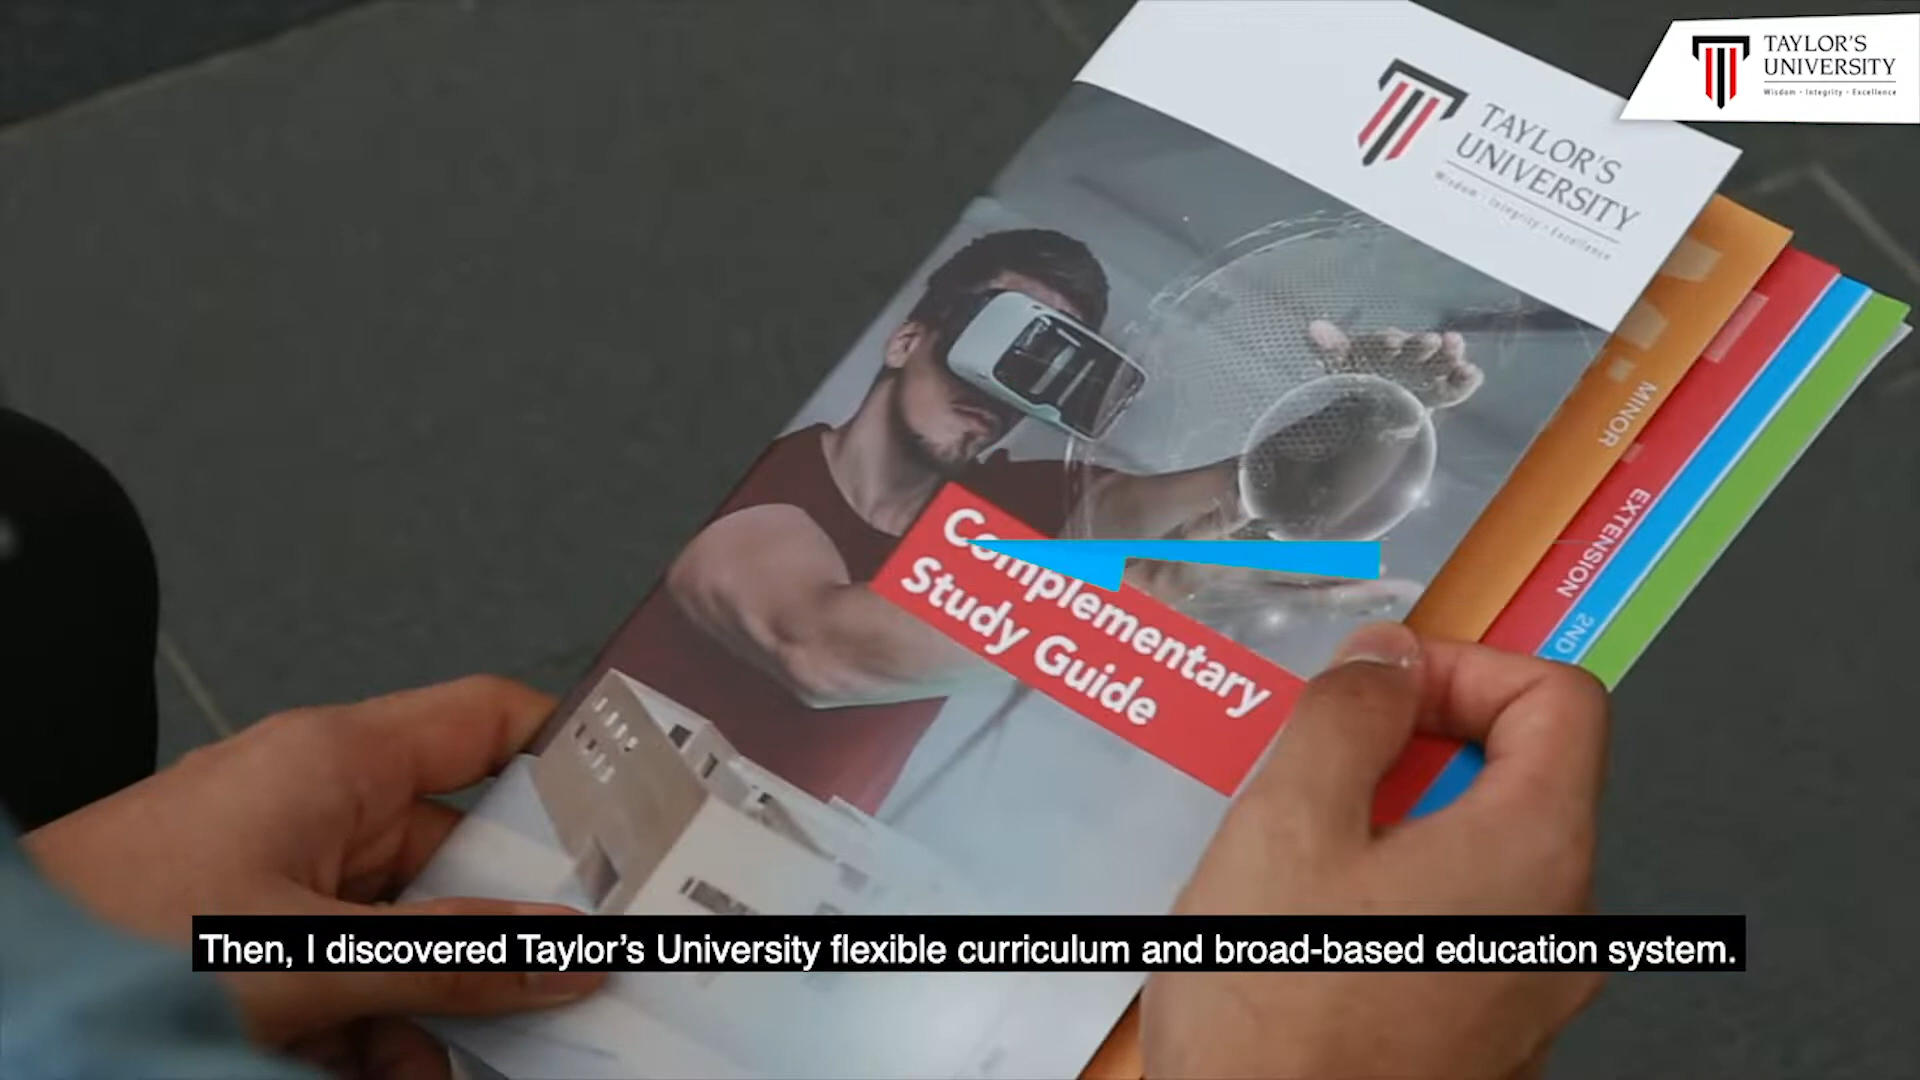 TAYLOR'S
UNIVERSITY
Wisdom • Integrity • Excellence
TAYLOR'S
UNIVERSITY
Wisdom • Integrity • Excellence
MINOR
EXTENSION
2ND
Complementary
Study Guide
Then, I discovered Taylor's University flexible curriculum and broad-based education system.